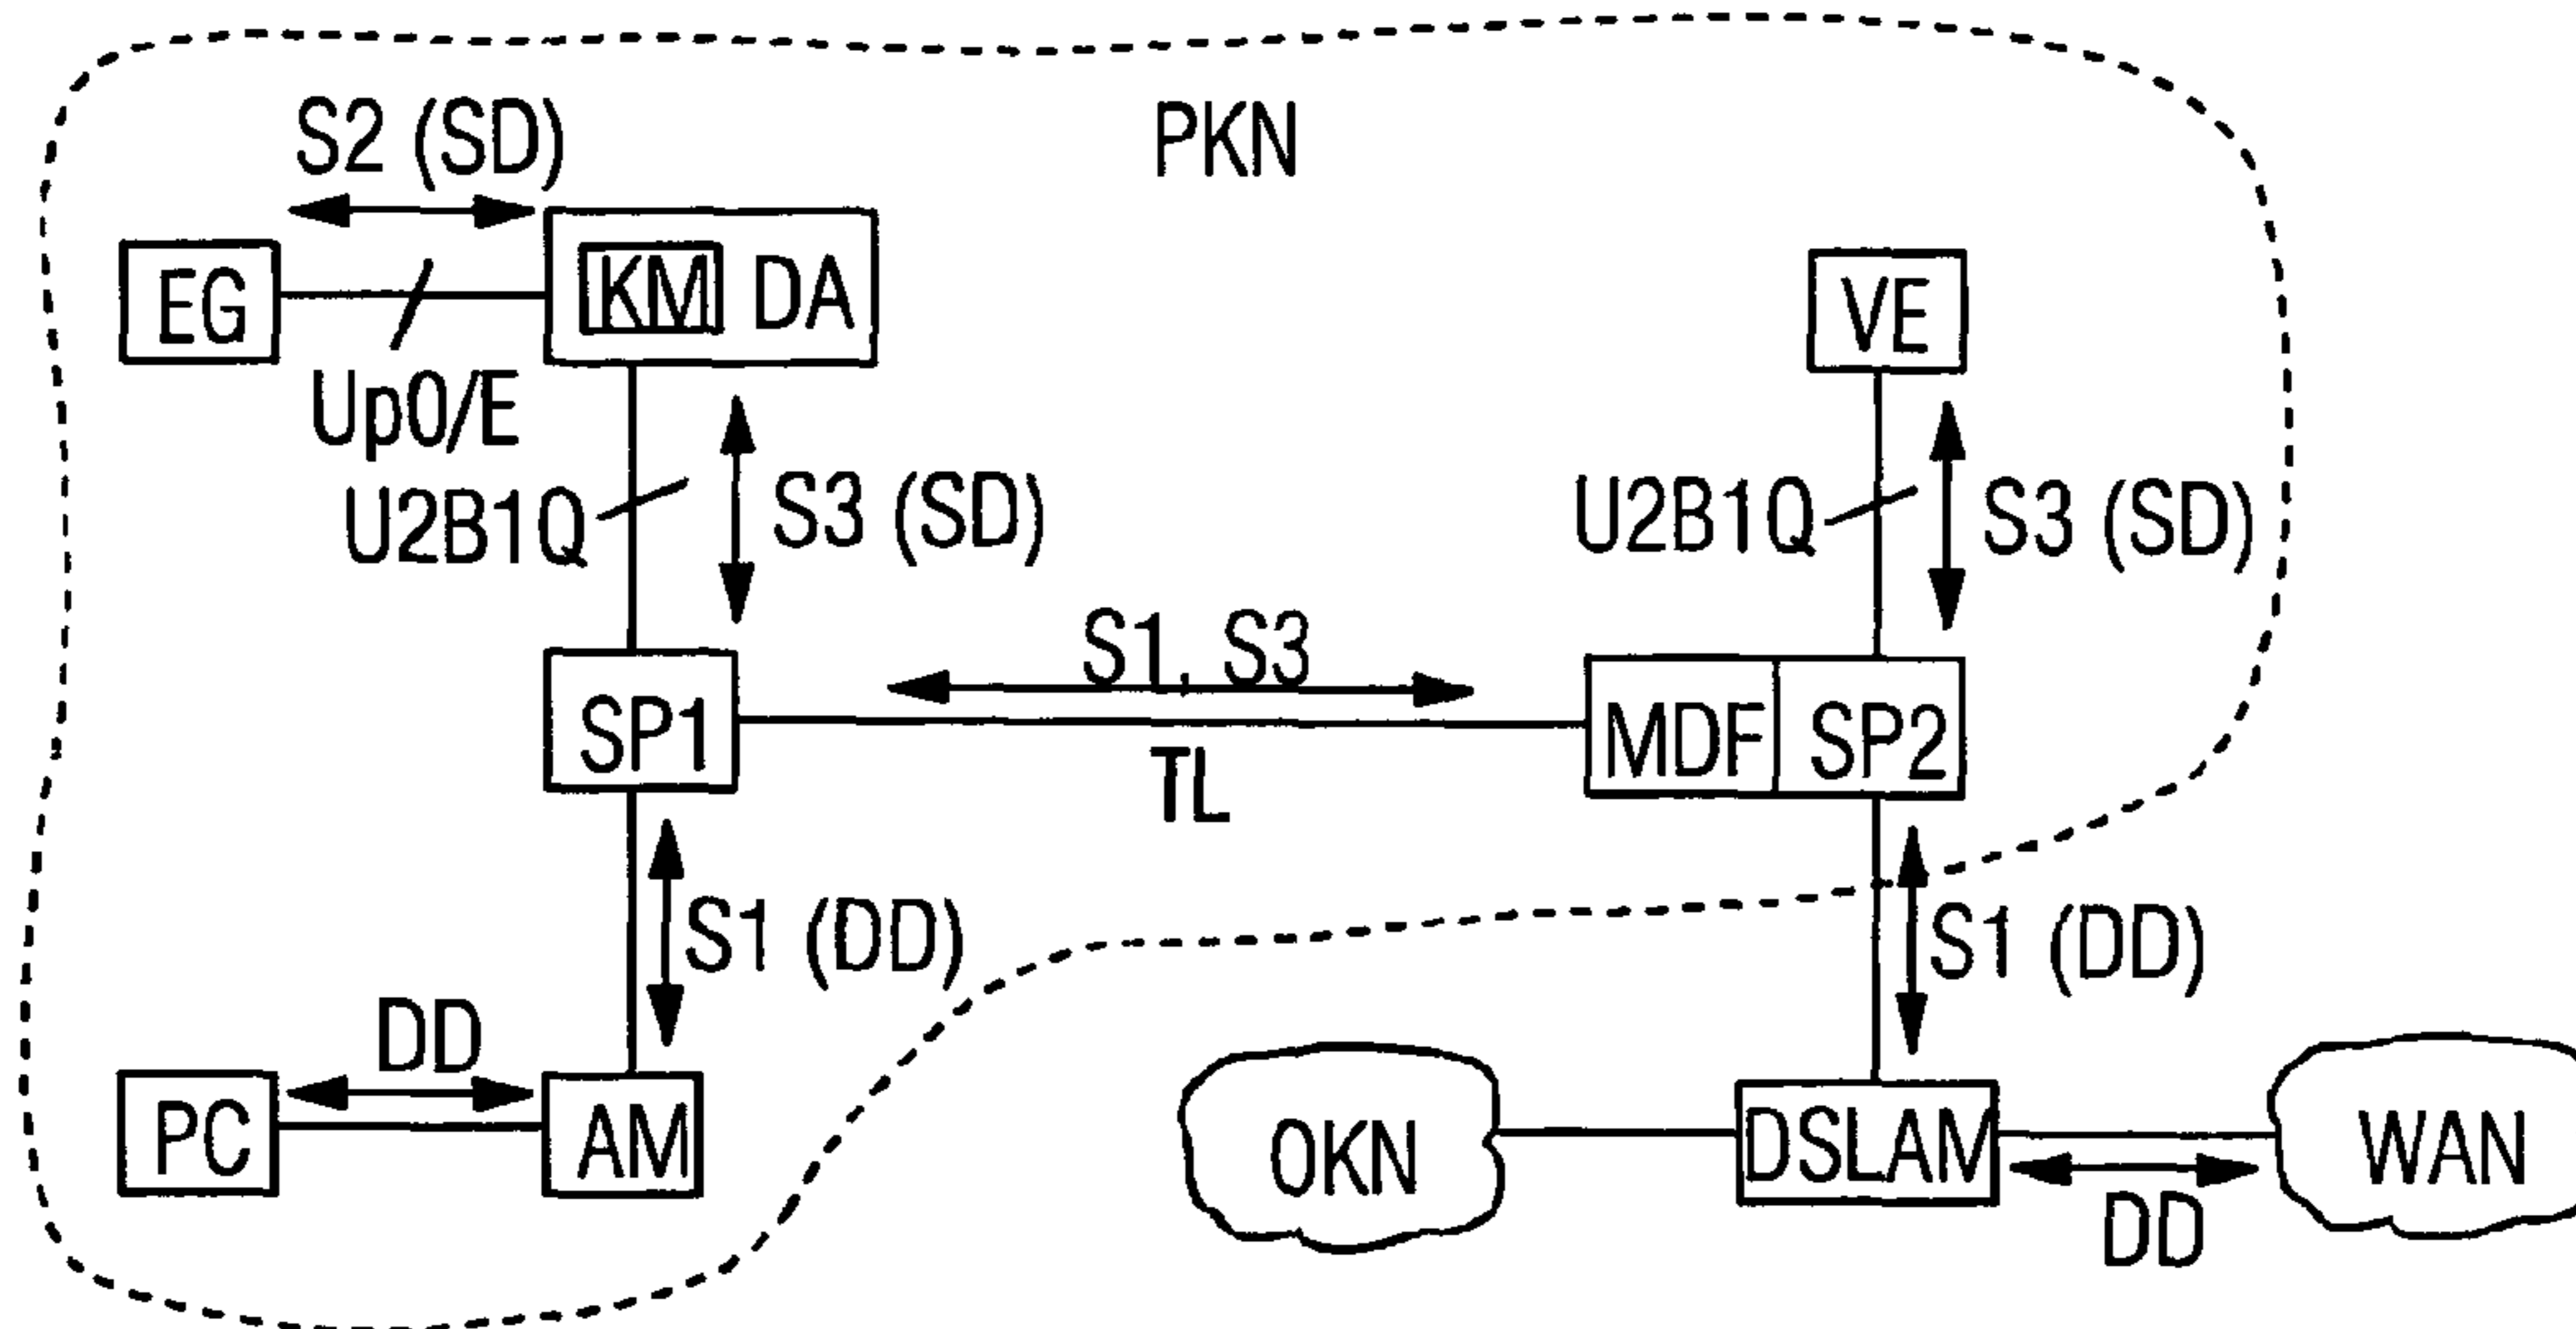 S2 (SD)
PKN
EG
KM
DA
VE
Up0/E
U2B1Q
S3 (SD)
U2B1Q
S3 (SD)
S1, S3
SP1
MDF
SP2
TL
S1 (DD)
S1 (DD)
DD
PC
AM
OKN
DSLAM
WAN
DD